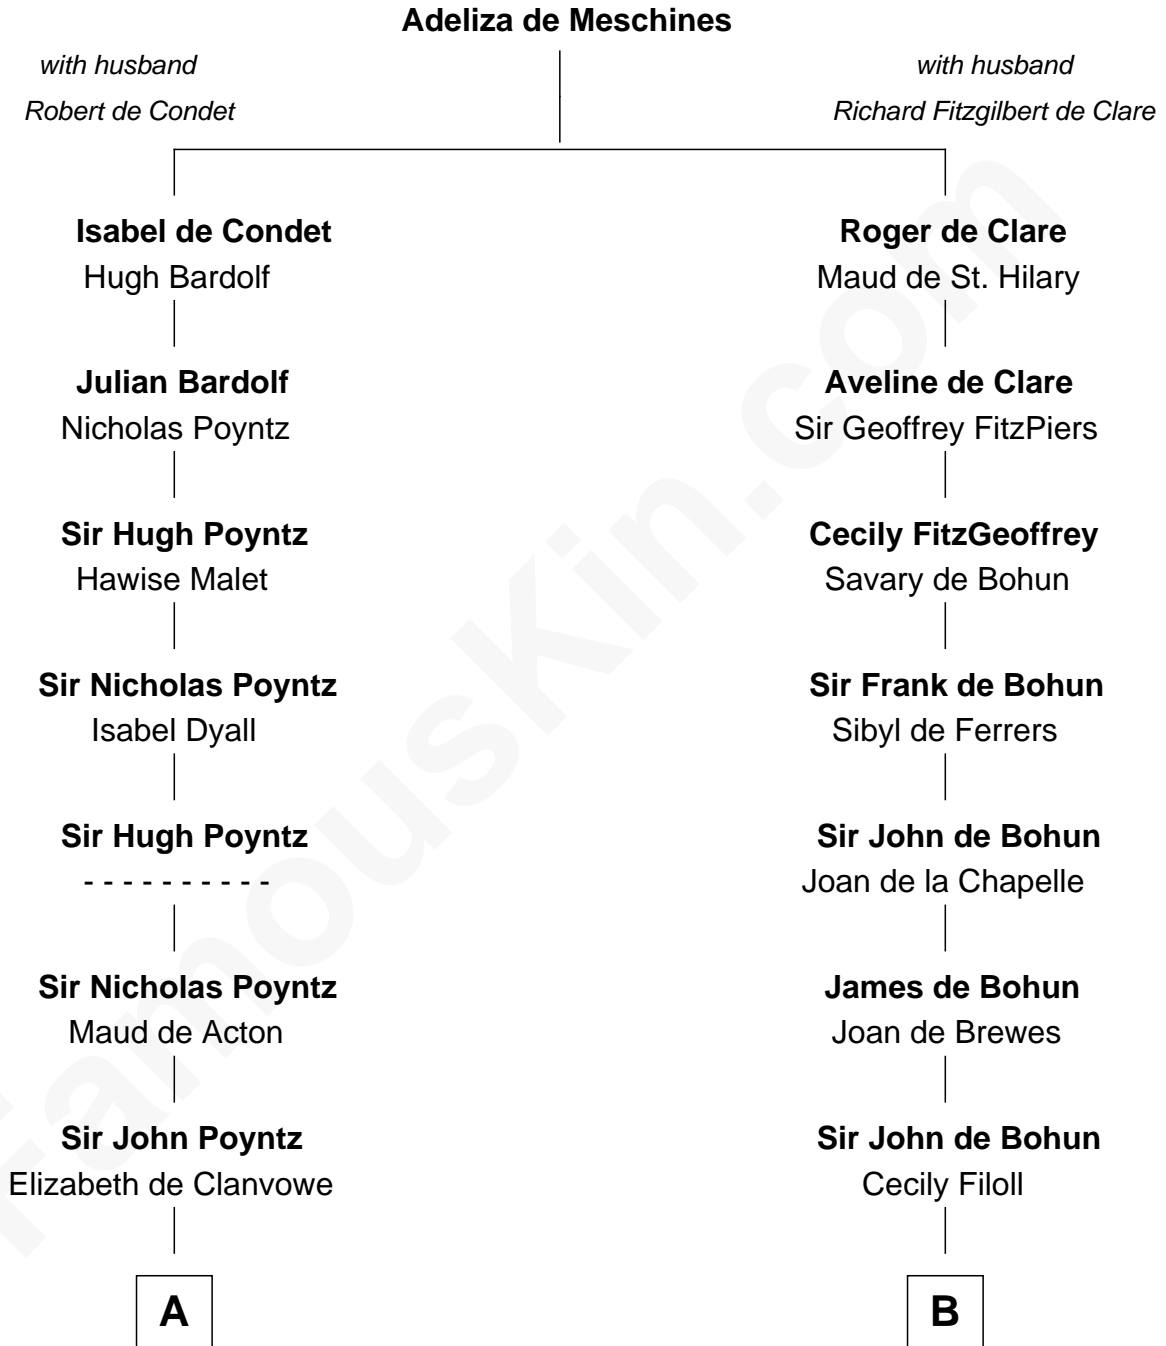 Adeliza de Meschines
with husband
Robert de Condet
with husband
Richard Fitzgilbert de Clare
Isabel de Condet
Hugh Bardolf
Roger de Clare
Maud de St. Hilary
Julian Bardolf
Nicholas Poyntz
Aveline de Clare
Sir Geoffrey FitzPiers
Sir Hugh Poyntz
Hawise Malet
Cecily FitzGeoffrey
Savary de Bohun
Sir Nicholas Poyntz
Isabel Dyall
Sir Frank de Bohun
Sibyl de Ferrers
Sir Hugh Poyntz
- - - - - - - - - -
Sir John de Bohun
Joan de la Chapelle
Sir Nicholas Poyntz
Maud de Acton
James de Bohun
Joan de Brewes
Sir John Poyntz
Elizabeth de Clanvowe
Sir John de Bohun
Cecily Filoll
A
B
FamousKin.com